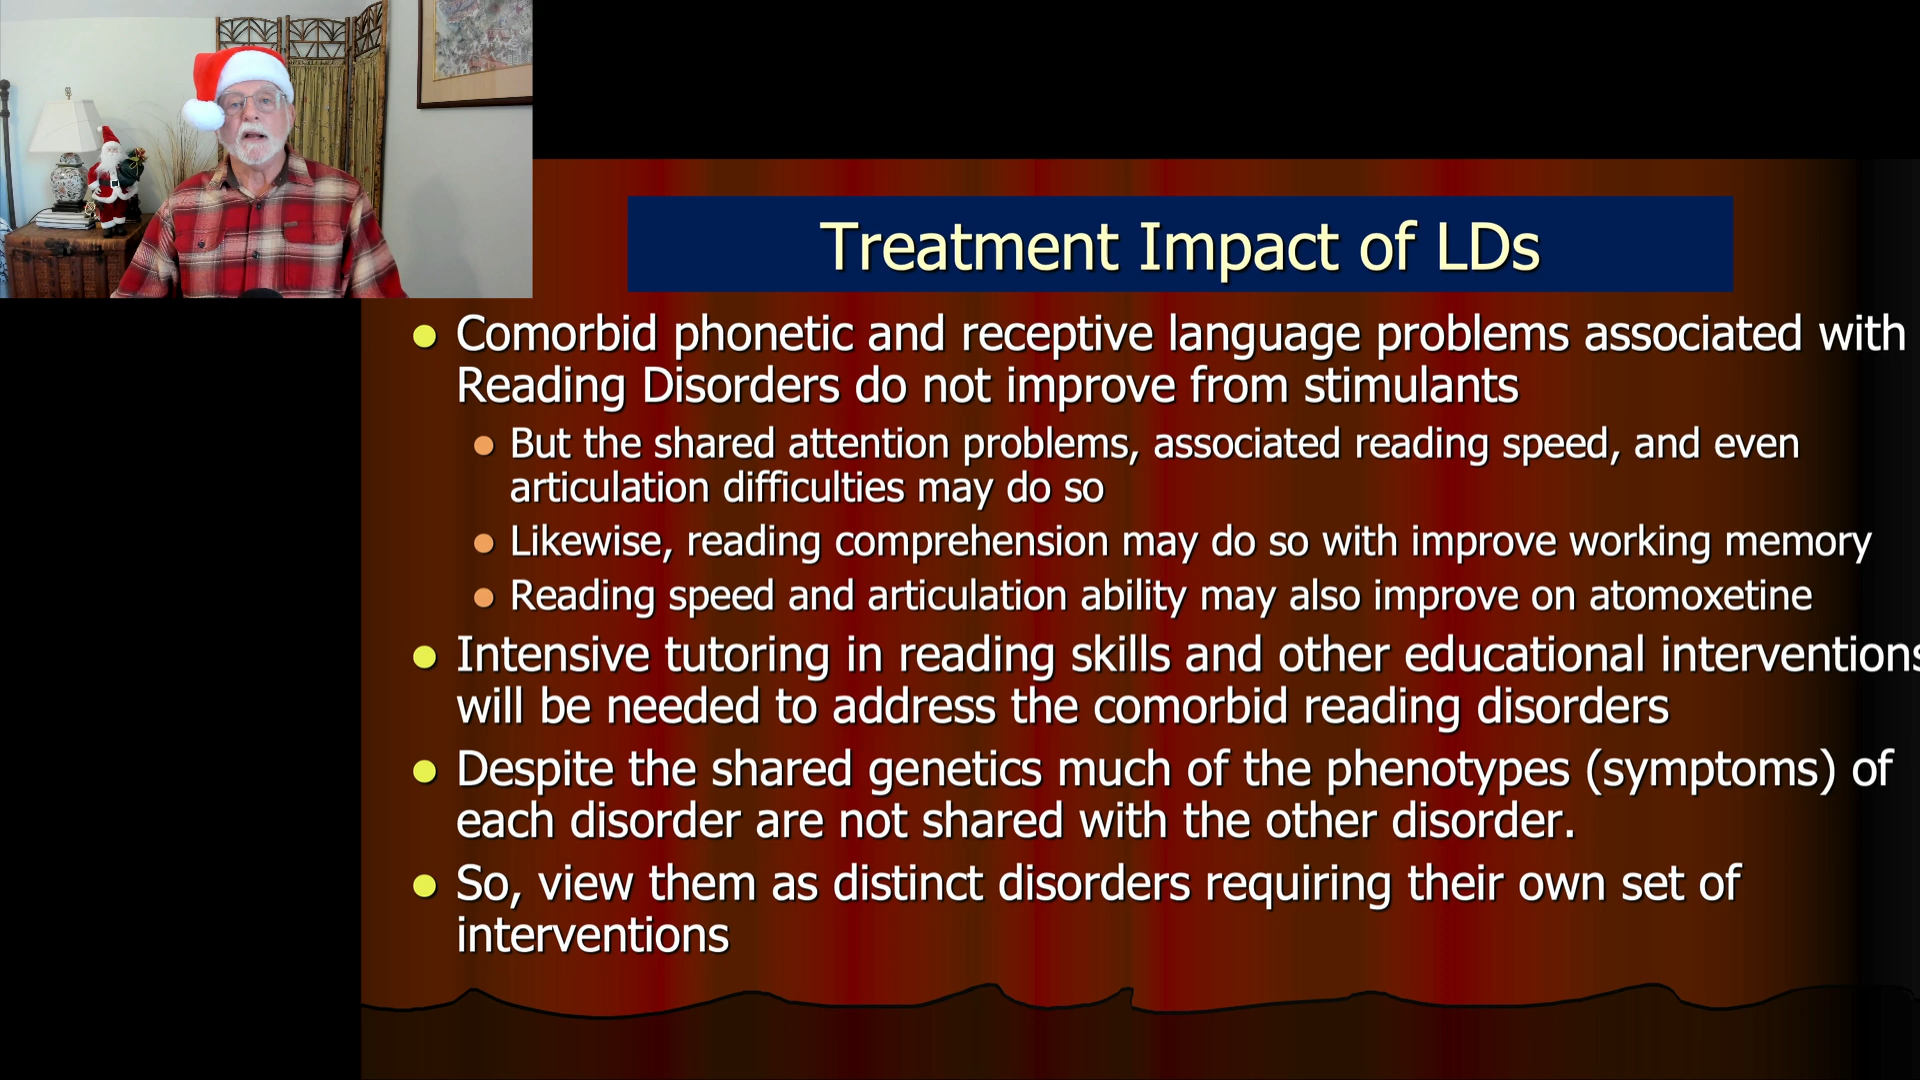 Treatment Impact of LDs
Comorbid phonetic and receptive language problems associated with
Reading Disorders do not improve from stimulants
But the shared attention problems, associated reading speed, and even
articulation difficulties may do so
Likewise, reading comprehension may do so with improve working memory
Reading speed and articulation ability may also improve on atomoxetine
Intensive tutoring in reading skills and other educational interventions
will be needed to address the comorbid reading disorders
Despite the shared genetics much of the phenotypes (symptoms) of
each disorder are not shared with the other disorder.
So, view them as distinct disorders requiring their own set of
interventions